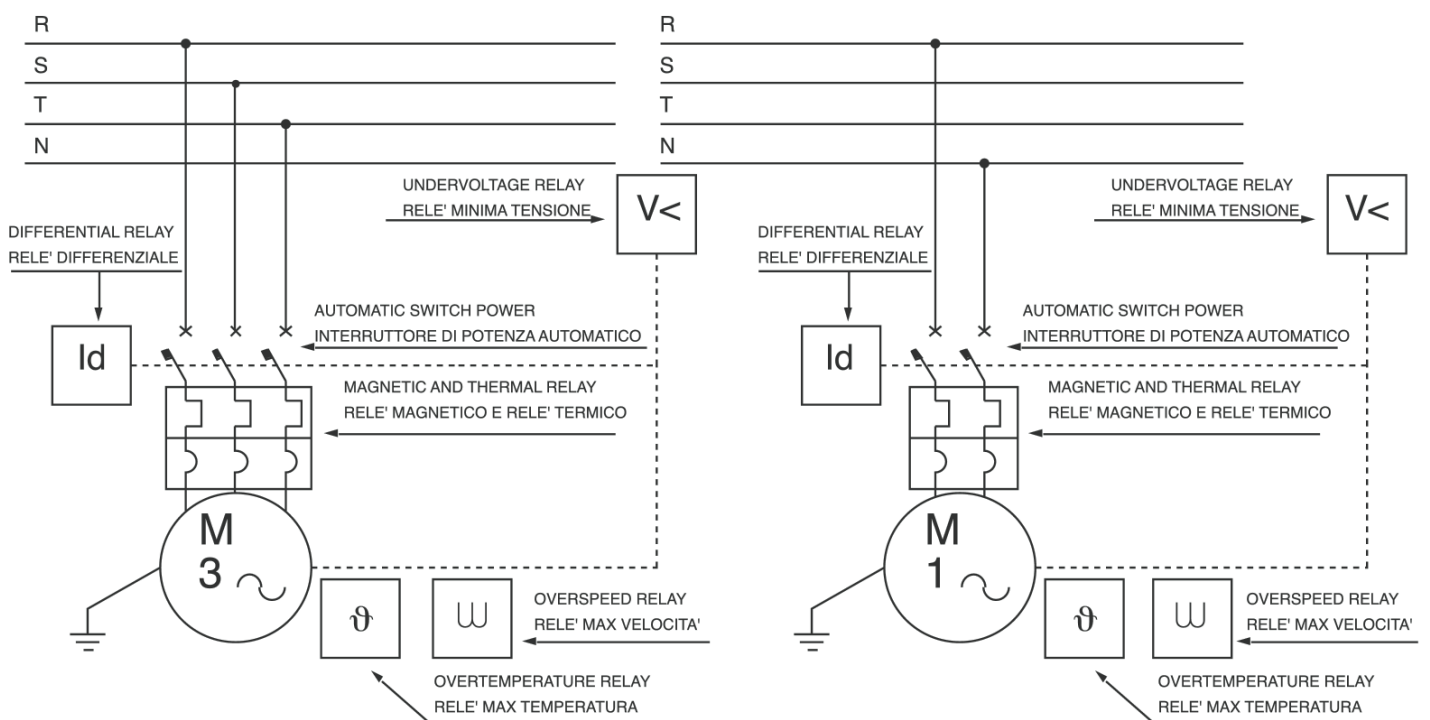 R
S
T
N
UNDERVOLTAGE RELAY
RELE' MINIMA TENSIONE
V<
DIFFERENTIAL RELAY
RELE' DIFFERENZIALE
AUTOMATIC SWITCH POWER
INTERRUTTORE DI POTENZA AUTOMATICO
Id
MAGNETIC AND THERMAL RELAY
RELE' MAGNETICO E RELE' TERMICO
M
3
ϑ
ω
OVERSPEED RELAY
RELE' MAX VELOCITA'
OVERTEMPERATURE RELAY
RELE' MAX TEMPERATURA
R
S
T
N
UNDERVOLTAGE RELAY
RELE' MINIMA TENSIONE
V<
DIFFERENTIAL RELAY
RELE' DIFFERENZIALE
AUTOMATIC SWITCH POWER
INTERRUTTORE DI POTENZA AUTOMATICO
Id
MAGNETIC AND THERMAL RELAY
RELE' MAGNETICO E RELE' TERMICO
M
1
ϑ
ω
OVERSPEED RELAY
RELE' MAX VELOCITA'
OVERTEMPERATURE RELAY
RELE' MAX TEMPERATURA